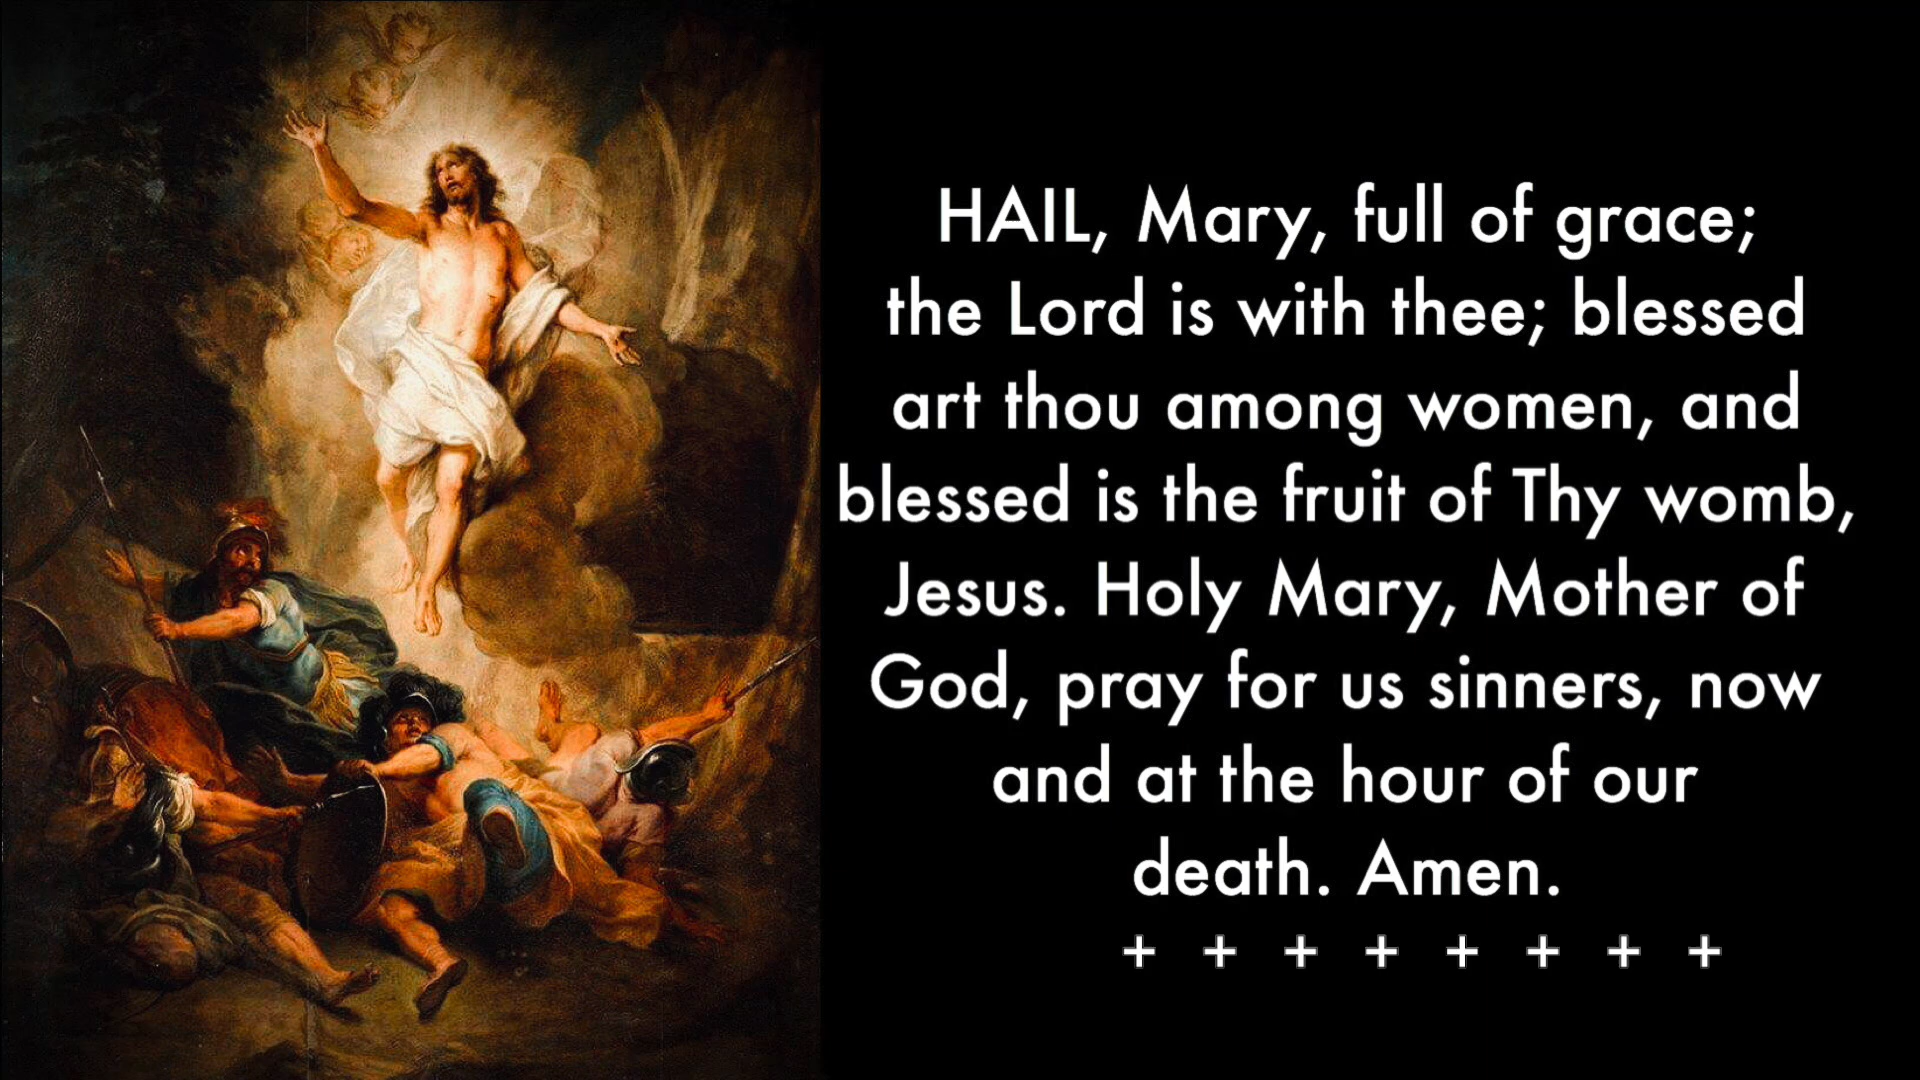 HAIL, Mary, full of grace;
the Lord is with thee; blessed
art thou among women, and
blessed is the fruit of Thy womb,
Jesus. Holy Mary, Mother of
God, pray for us sinners, now
and at the hour of our
death. Amen.
+ + + + + + + +